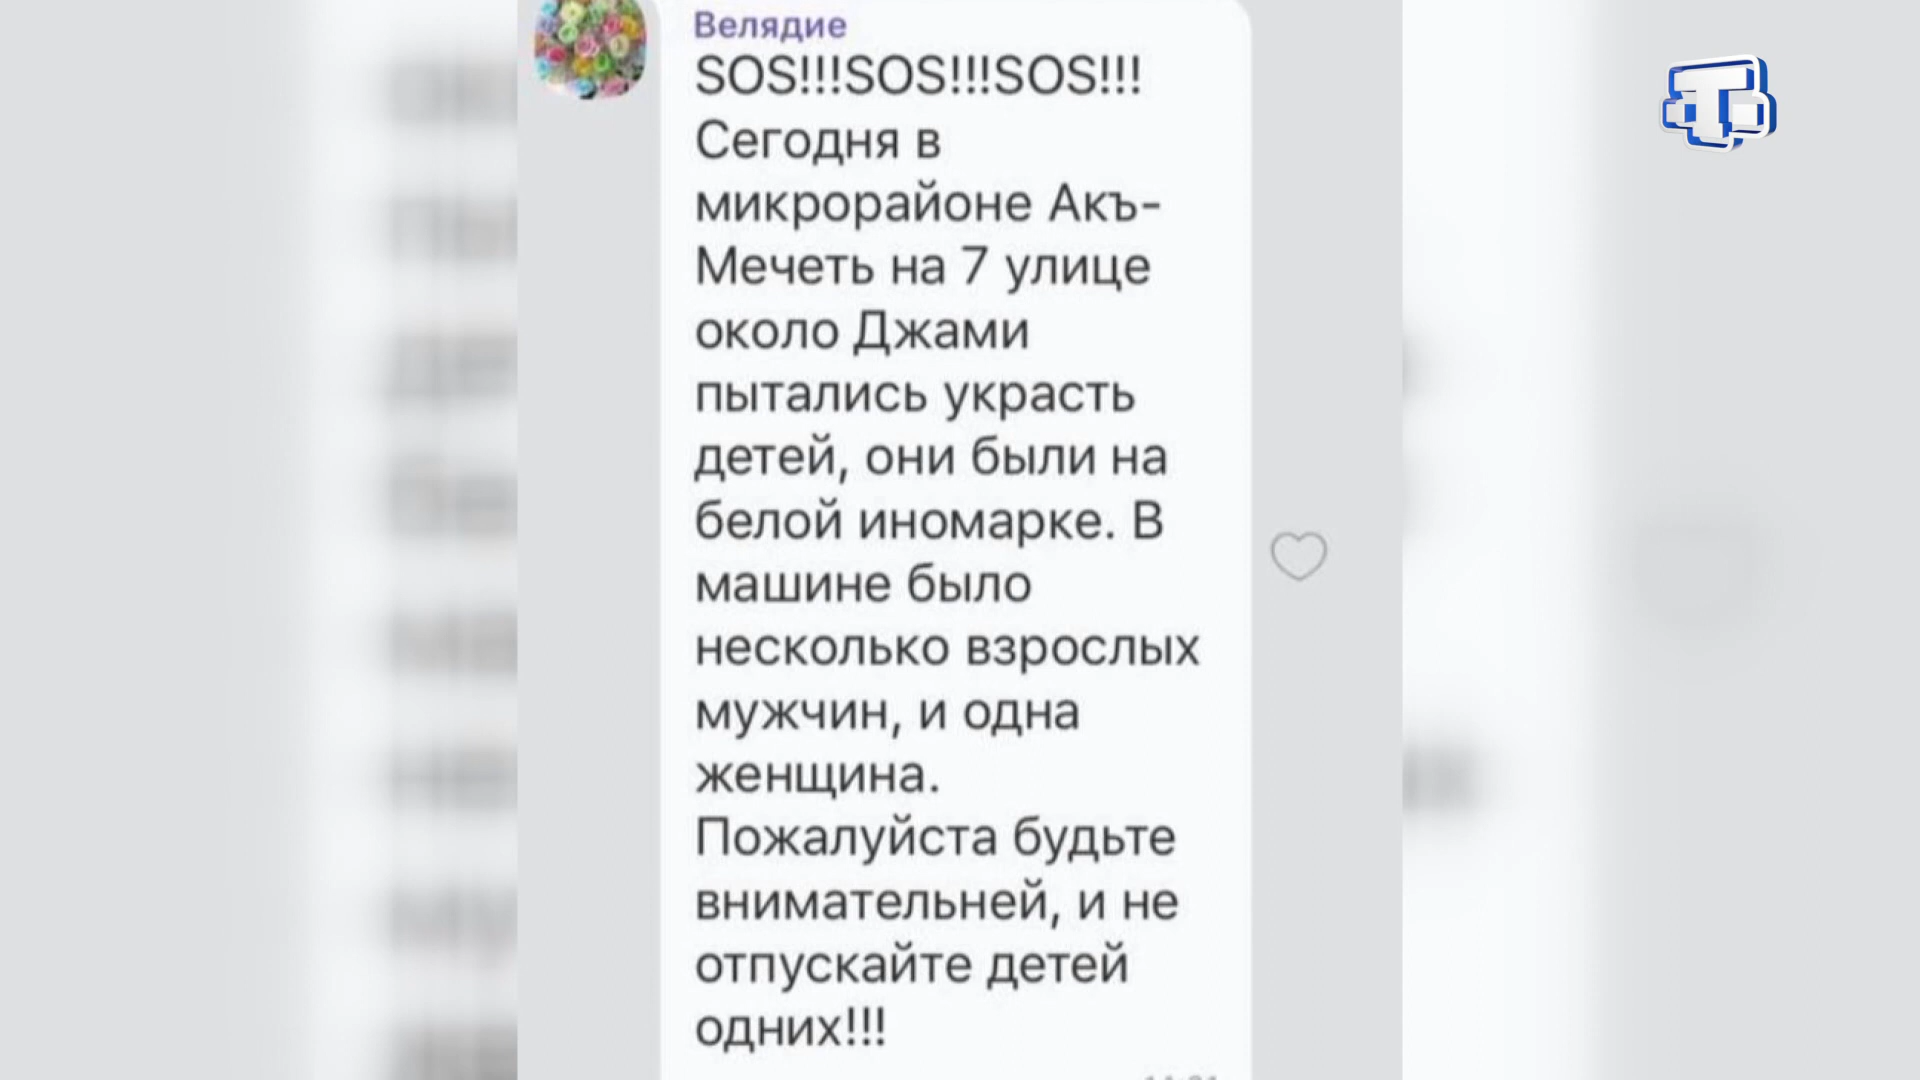 Велядие
SOS!!!SOS!!!SOS!!!
Сегодня в
микрорайоне Акъ-
Мечеть на 7 улице
около Джами
пытались украсть
детей, они были на
белой иномарке. В
машине было
несколько взрослых
мужчин, и одна
женщина.
Пожалуйста будьте
внимательней, и не
отпускайте детей
одних!!!